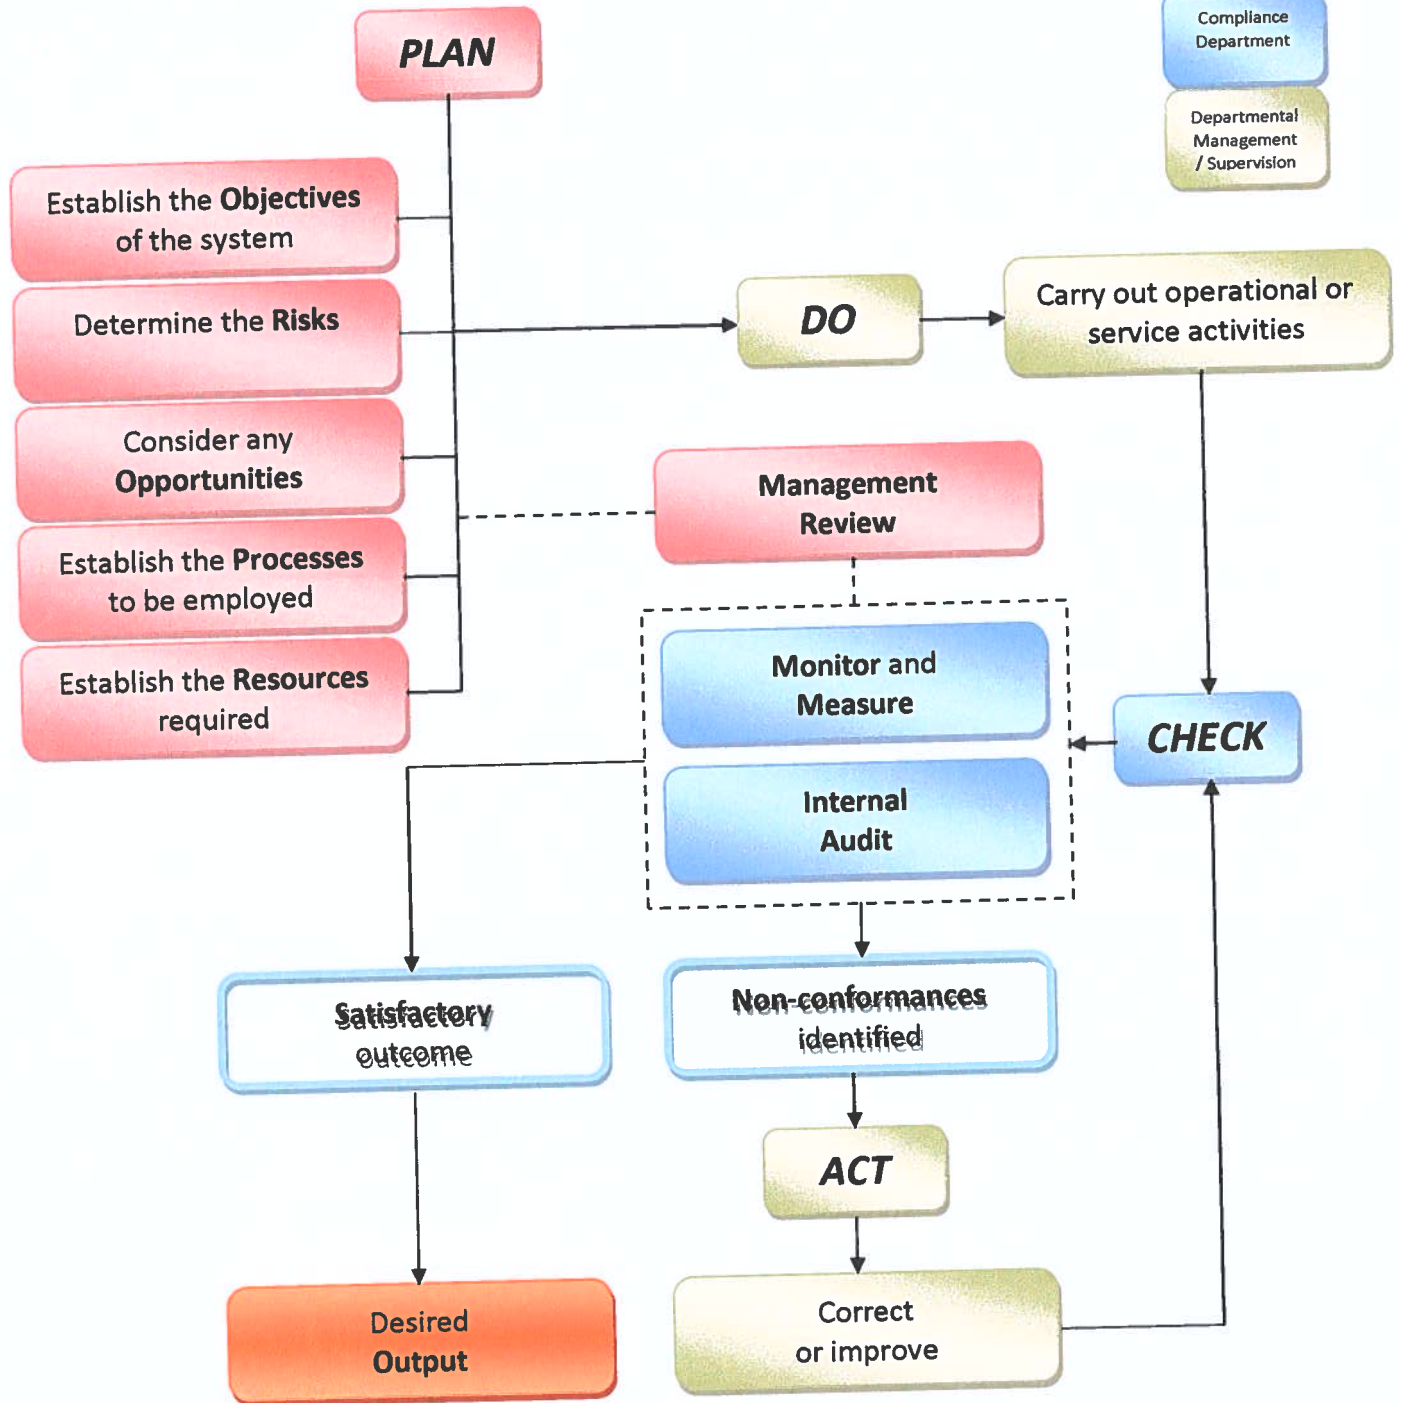 PLAN
Compliance
Department
Departmental
Management
/ Supervision
Establish the Objectives
of the system
Determine the Risks
Consider any
Opportunities
Establish the Processes
to be employed
Establish the Resources
required
DO
Carry out operational or
service activities
Management
Review
Monitor and
Measure
Internal
Audit
CHECK
Satisfactory
outcome
Non-conformances
identified
ACT
Desired
Output
Correct
or improve